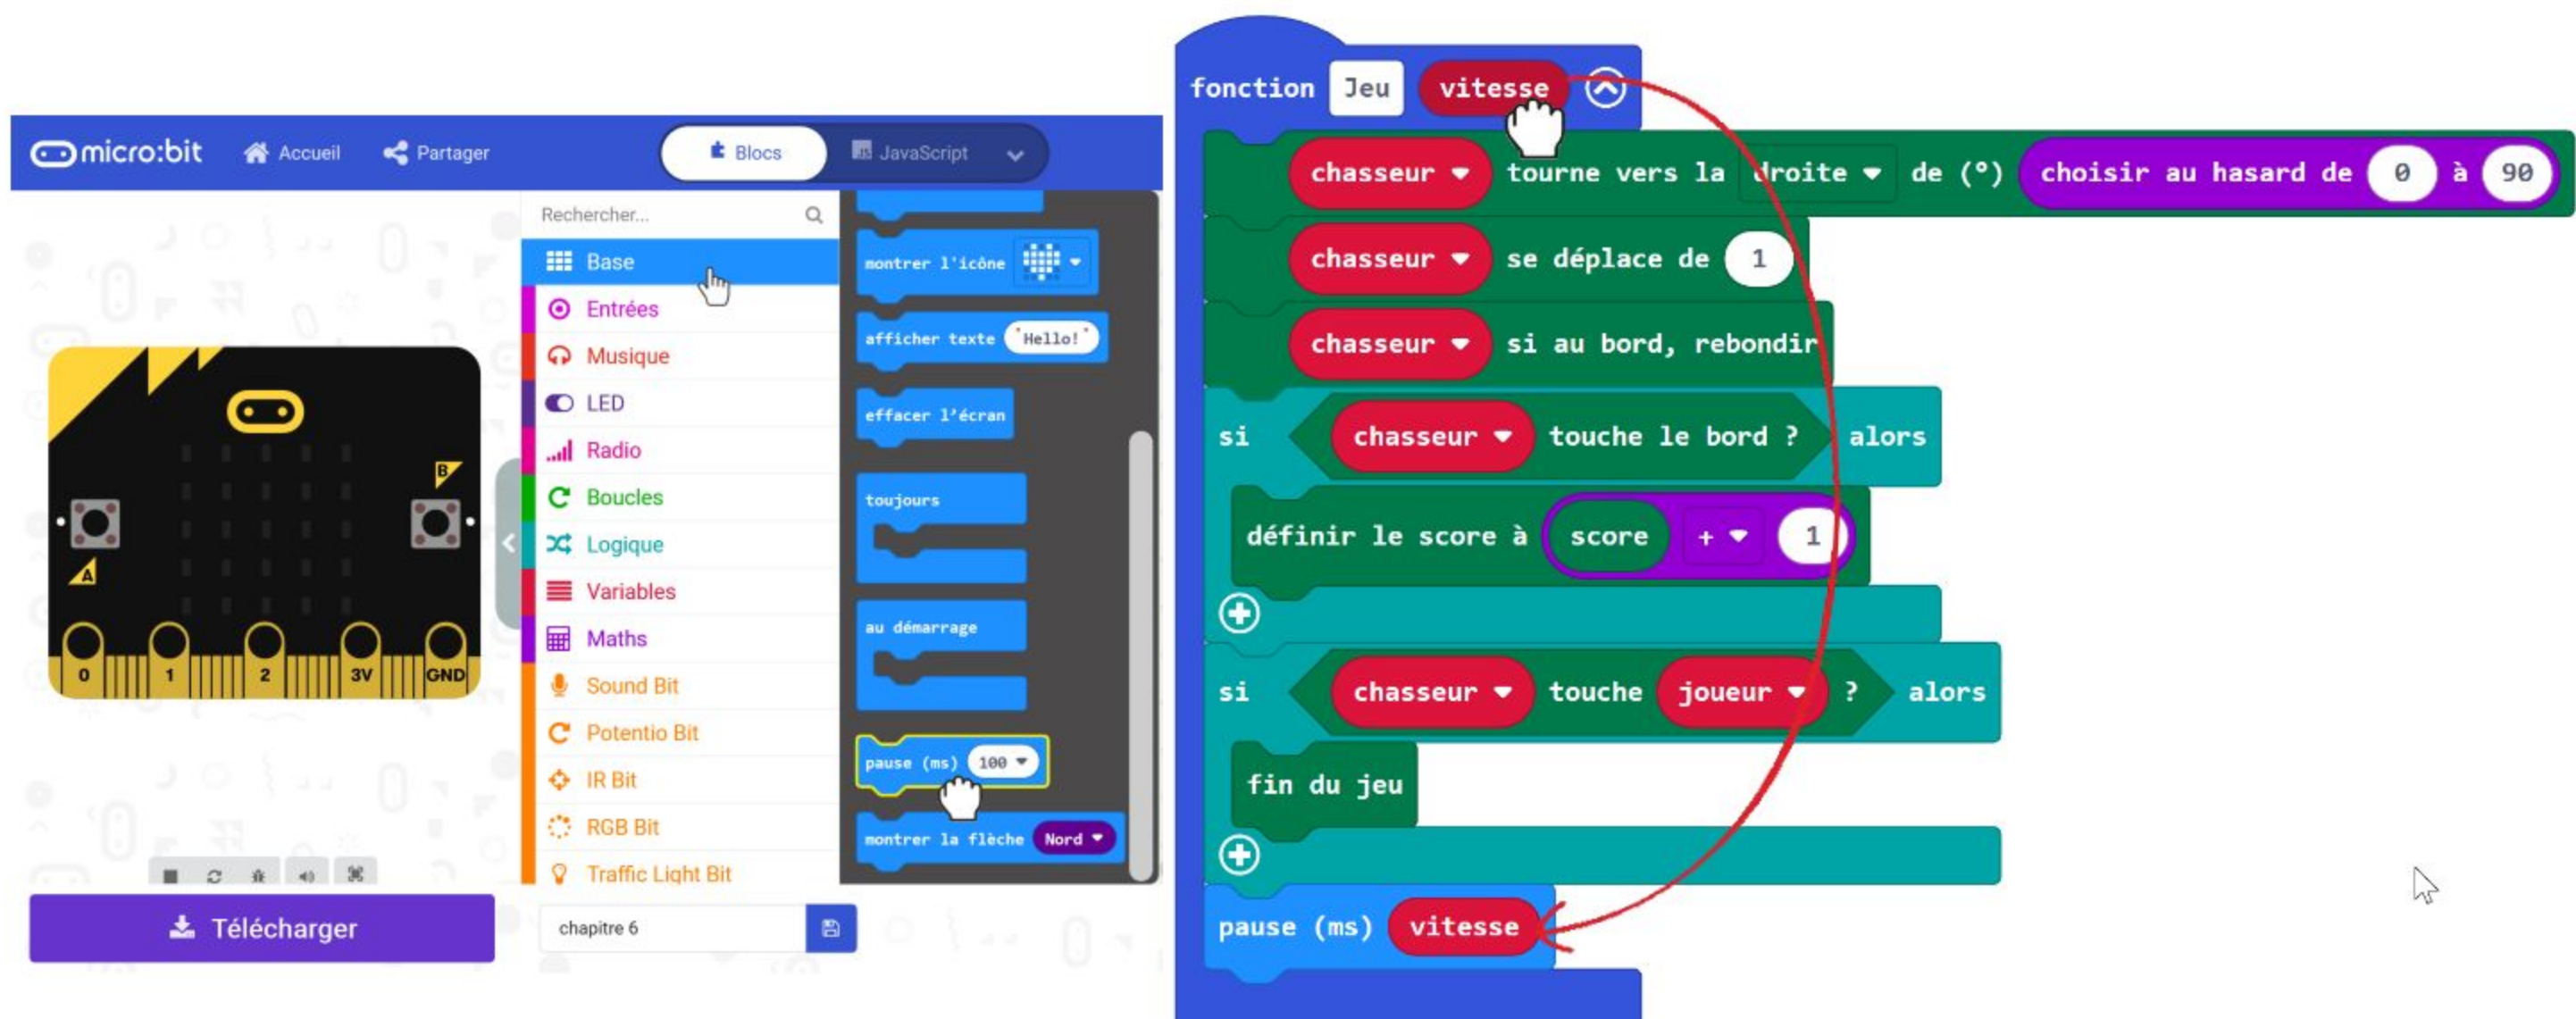 micro:bit Accueil Partager Blocs JavaScript
Rechercher...
Base
Entrées
Musique
LED
Radio
Boucles
Logique
Variables
Maths
Sound Bit
Potentio Bit
IR Bit
RGB Bit
Traffic Light Bit
montrer l'icône
afficher texte "Hello!"
effacer l'écran
toujours
au démarrage
pause (ms) 100
montrer la flèche Nord
B
A
0 1 2 3V GND
Télécharger
chapitre 6
fonction Jeu vitesse
chasseur tourne vers la droite de (°) choisir au hasard de 0 à 90
chasseur se déplace de 1
chasseur si au bord, rebondir
si chasseur touche le bord ? alors
définir le score à score + 1
si chasseur touche joueur ? alors
fin du jeu
pause (ms) vitesse